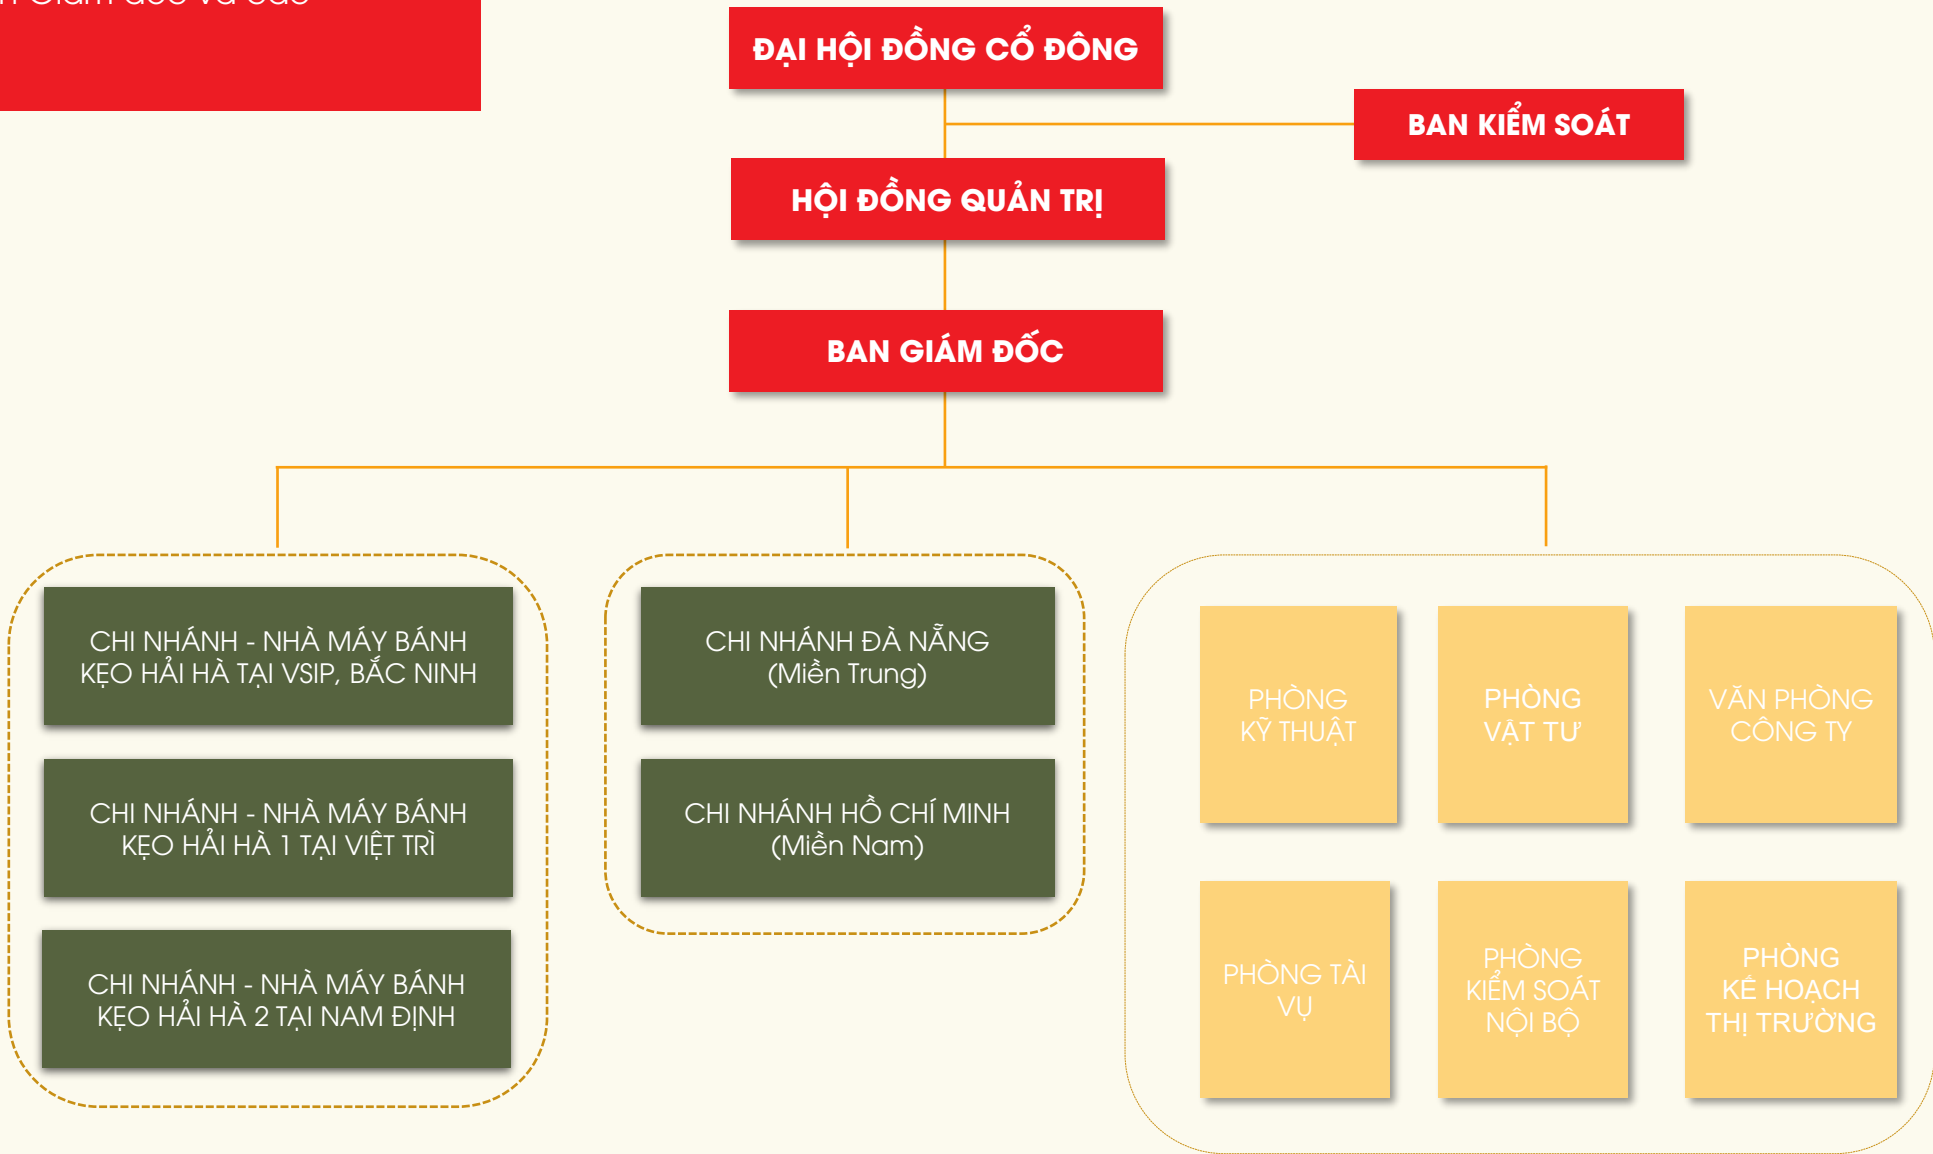 Giám đốc và các
ĐẠI HỘI ĐỒNG CỔ ĐÔNG
BAN KIỂM SOÁT
HỘI ĐỒNG QUẢN TRỊ
BAN GIÁM ĐỐC
CHI NHÁNH - NHÀ MÁY BÁNH
KẸO HẢI HÀ TẠI VSIP, BẮC NINH
CHI NHÁNH - NHÀ MÁY BÁNH
KẸO HẢI HÀ 1 TẠI VIỆT TRÌ
CHI NHÁNH - NHÀ MÁY BÁNH
KẸO HẢI HÀ 2 TẠI NAM ĐỊNH
CHI NHÁNH ĐÀ NẴNG
(Miền Trung)
CHI NHÁNH HỒ CHÍ MINH
(Miền Nam)
PHÒNG
KỸ THUẬT
PHÒNG
VẬT TƯ
VĂN PHÒNG
CÔNG TY
PHÒNG TÀI
VỤ
PHÒNG
KIỂM SOÁT
NỘI BỘ
PHÒNG
KẾ HOẠCH
THỊ TRƯỜNG